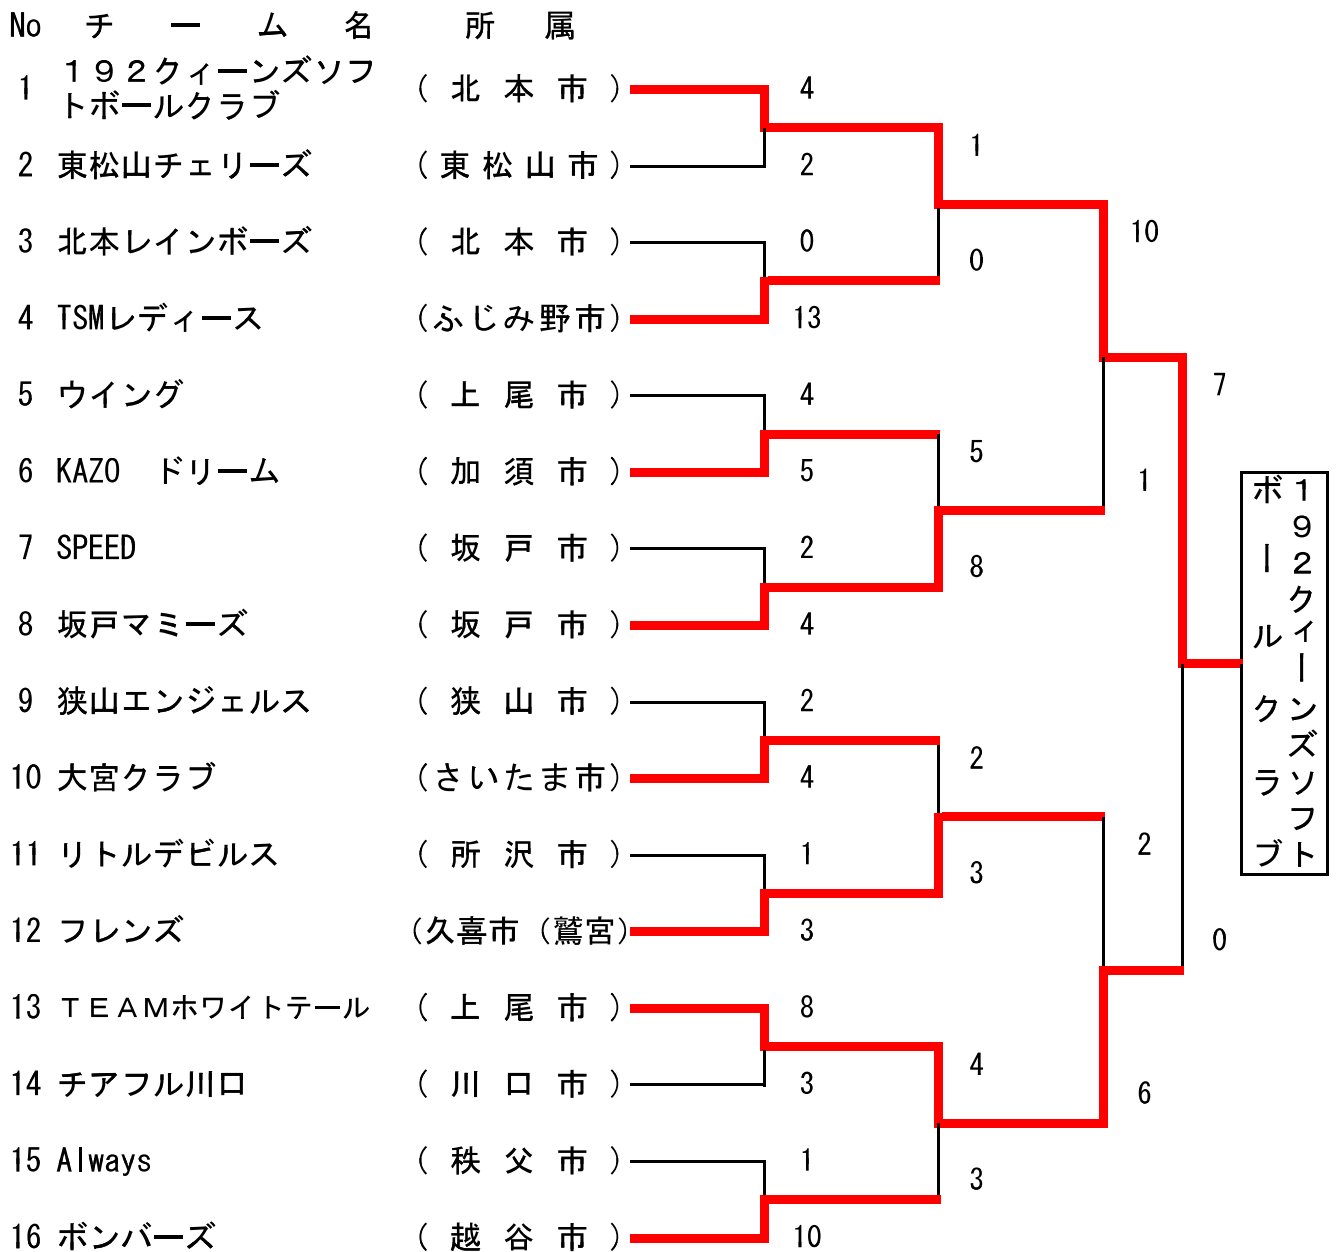 No チーム名 所属
1 192クィーンズソフ
トボールクラブ (北本市) 4
1
2 東松山チェリーズ (東松山市) 2
10
3 北本レインボーズ (北本市) 0
0
4 TSMレディース (ふじみ野市) 13
7
5 ウイング (上尾市) 4
5
6 KAZO ドリーム (加須市) 5
1
7 SPEED (坂戸市) 2
8
8 坂戸マミーズ (坂戸市) 4
192クィーンズソフト
ボールクラブ
9 狭山エンジェルス (狭山市) 2
2
10 大宮クラブ (さいたま市) 4
2
11 リトルデビルス (所沢市) 1
3
12 フレンズ (久喜市(鷲宮) 3
0
13 TEAMホワイトテール (上尾市) 8
4
14 チアフル川口 (川口市) 3
6
15 Always (秩父市) 1
3
16 ボンバーズ (越谷市) 10